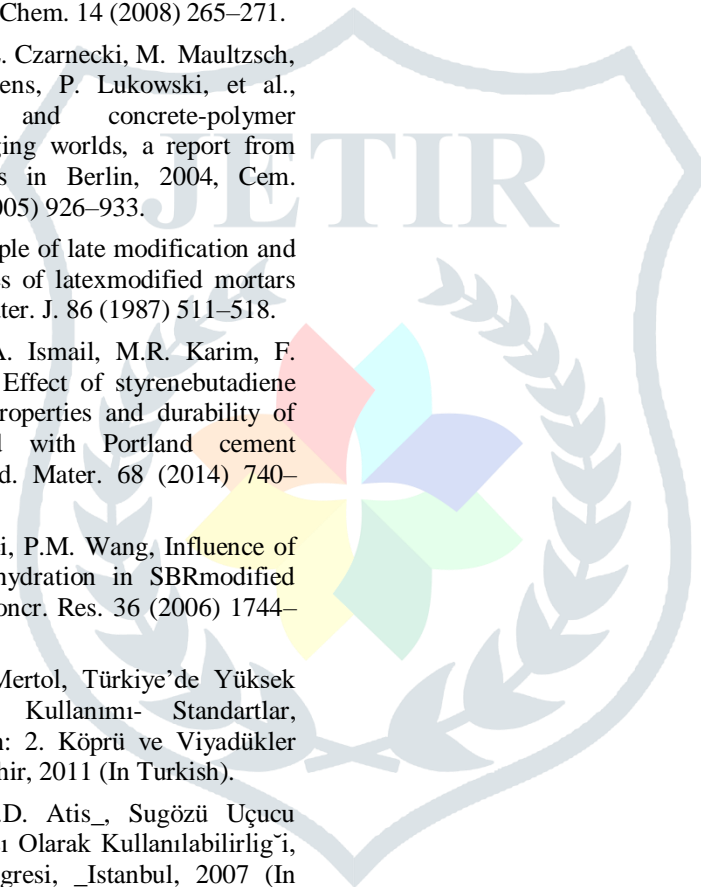 Chem. 14 (2008) 265–271.
. Czarnecki, M. Maultzsch,
ens, P. Lukowski, et al.,
and concrete-polymer
ging worlds, a report from
s in Berlin, 2004, Cem.
005) 926–933.
JETIR
ple of late modification and
s of latexmodified mortars
ter. J. 86 (1987) 511–518.
A. Ismail, M.R. Karim, F.
Effect of styrenebutadiene
roperties and durability of
d with Portland cement
d. Mater. 68 (2014) 740–
i, P.M. Wang, Influence of
hydration in SBRmodified
oncr. Res. 36 (2006) 1744–
Mertol, Türkiye’de Yüksek
Kullanımı- Standartlar,
n: 2. Köprü ve Viyadükler
hir, 2011 (In Turkish).
.D. Atis_, Sugözü Uçucu
ı Olarak Kullanılabilirlig˘i,
gresi, _Istanbul, 2007 (In